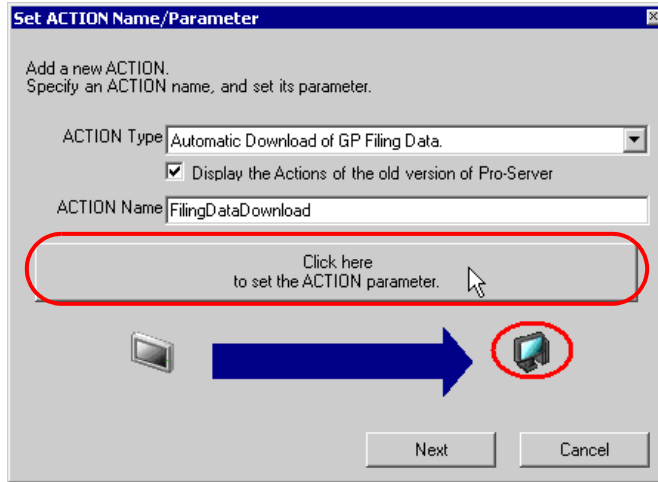 Set ACTION Name/Parameter
Add a new ACTION.
Specify an ACTION name, and set its parameter.
ACTION Type Automatic Download of GP Filing Data.
Display the Actions of the old version of Pro-Server
ACTION Name FilingDataDownload
Click here
to set the ACTION parameter.
Next Cancel